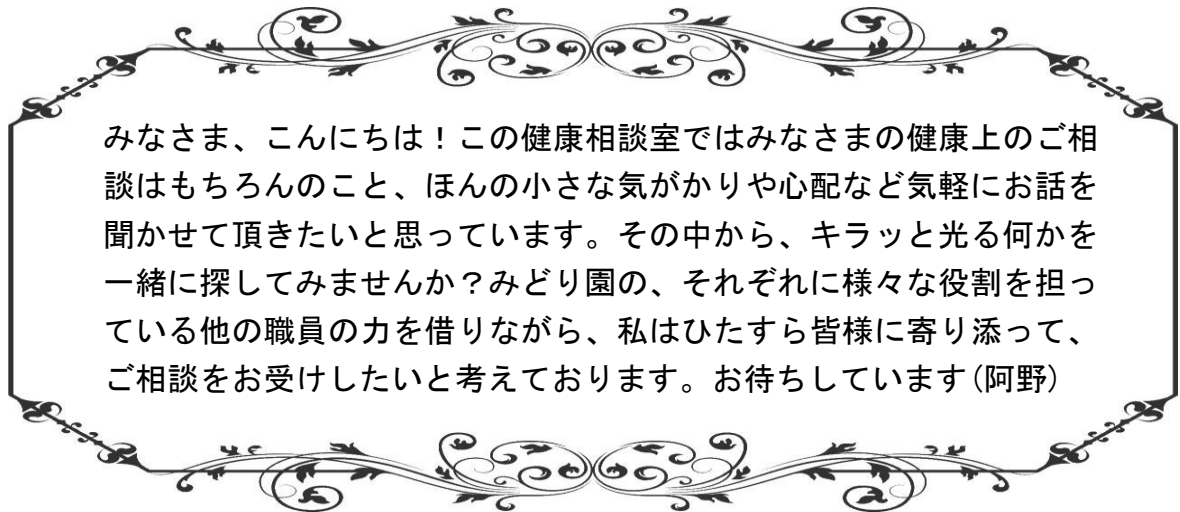 みなさま、こんにちは！この健康相談室ではみなさまの健康上のご相
談はもちろんのこと、ほんの小さな気がかりや心配など気軽にお話を
聞かせて頂きたいと思っています。その中から、キラッと光る何かを
一緒に探してみませんか？みどり園の、それぞれに様々な役割を担っ
ている他の職員の力を借りながら、私はひたすら皆様に寄り添って、
ご相談をお受けしたいと考えております。お待ちしています(阿野)